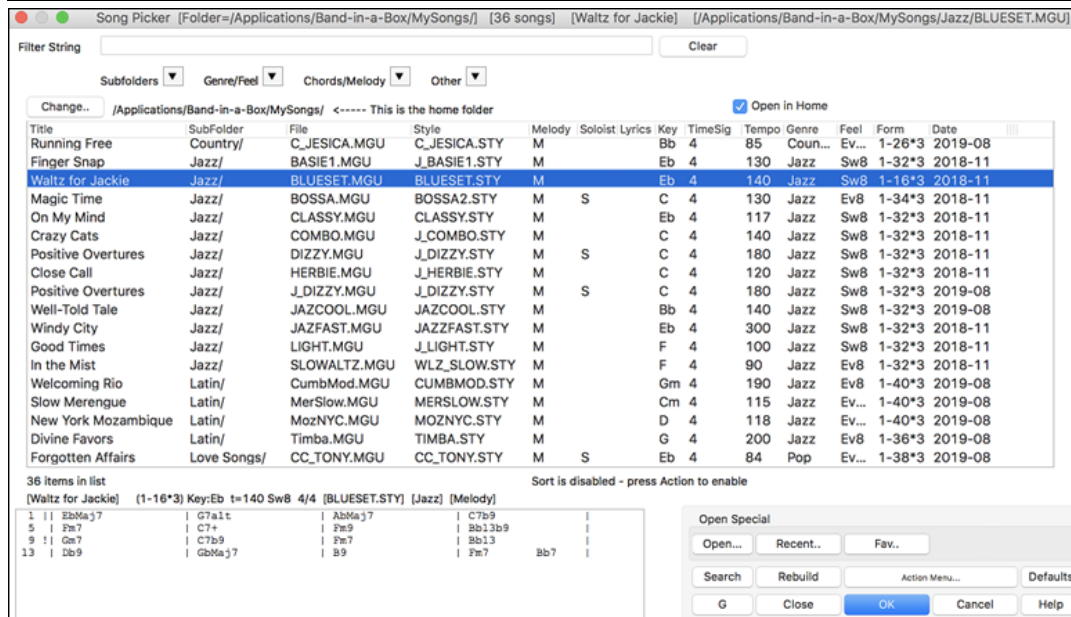 Song Picker [Folder=/Applications/Band-in-a-Box/MySongs/] [36 songs] [Waltz for Jackie] [/Applications/Band-in-a-Box/MySongs/Jazz/BLUESET.MGU]
Filter String Clear
Subfolders ▼ Genre/Feel ▼ Chords/Melody ▼ Other ▼
Change.. /Applications/Band-in-a-Box/MySongs/ <----- This is the home folder Open in Home
Title SubFolder File Style Melody Soloist Lyrics Key TimeSig Tempo Genre Feel Form Date
Running Free Country/ C_JESICA.MGU C_JESICA.STY M Bb 4 85 Coun... Ev... 1-26*3 2019-08
Finger Snap Jazz/ BASIE1.MGU J_BASIE1.STY M Eb 4 130 Jazz Sw8 1-32*3 2018-11
Waltz for Jackie Jazz/ BLUESET.MGU BLUESET.STY M Eb 4 140 Jazz Sw8 1-16*3 2018-11
Magic Time Jazz/ BOSSA.MGU BOSSA2.STY M S C 4 130 Jazz Ev8 1-34*3 2018-11
On My Mind Jazz/ CLASSY.MGU CLASSY.STY M Eb 4 117 Jazz Sw8 1-32*3 2018-11
Crazy Cats Jazz/ COMBO.MGU J_COMBO.STY M C 4 140 Jazz Sw8 1-32*3 2018-11
Positive Overtures Jazz/ DIZZY.MGU J_DIZZY.STY M S C 4 180 Jazz Sw8 1-32*3 2018-11
Close Call Jazz/ HERBIE.MGU J_HERBIE.STY M C 4 120 Jazz Sw8 1-32*3 2018-11
Positive Overtures Jazz/ J_DIZZY.MGU J_DIZZY.STY M S C 4 180 Jazz Sw8 1-32*3 2019-08
Well-Told Tale Jazz/ JAZCOOL.MGU JAZCOOL.STY M Bb 4 140 Jazz Sw8 1-32*3 2019-08
Windy City Jazz/ JAZFAST.MGU JAZZFAST.STY M Eb 4 300 Jazz Sw8 1-32*3 2018-11
Good Times Jazz/ LIGHT.MGU J_LIGHT.STY M F 4 100 Jazz Sw8 1-32*3 2018-11
In the Mist Jazz/ SLOWALTZ.MGU WLZ_SLOW.STY M F 4 90 Jazz Ev8 1-32*3 2018-11
Welcoming Rio Latin/ CumbMod.MGU CUMBMOD.STY M Gm 4 190 Jazz Ev8 1-40*3 2019-08
Slow Merengue Latin/ MerSlow.MGU MERSLOW.STY M Cm 4 115 Jazz Ev... 1-40*3 2019-08
New York Mozambique Latin/ MozNYC.MGU MOZNYC.STY M D 4 118 Jazz Ev... 1-40*3 2019-08
Divine Favors Latin/ Timba.MGU TIMBA.STY M G 4 200 Jazz Ev8 1-36*3 2019-08
Forgotten Affairs Love Songs/ CC_TONY.MGU CC_TONY.STY M S Eb 4 84 Pop Ev... 1-38*3 2019-08
36 items in list Sort is disabled - press Action to enable
[Waltz for Jackie] (1-16*3) Key:Eb t=140 Sw8 4/4 [BLUESET.STY] [Jazz] [Melody]
1 || EbMaj7 | G7alt | AbMaj7 | C7b9 |
5 | Fm7 | C7+ | Fm9 | Bb13b9 |
9 !| Gm7 | C7b9 | Fm7 | Bb13 |
13 | Db9 | GbMaj7 | B9 | Fm7 Bb7 |
Open Special
Open... Recent.. Fav..
Search Rebuild Action Menu... Defaults
G Close OK Cancel Help